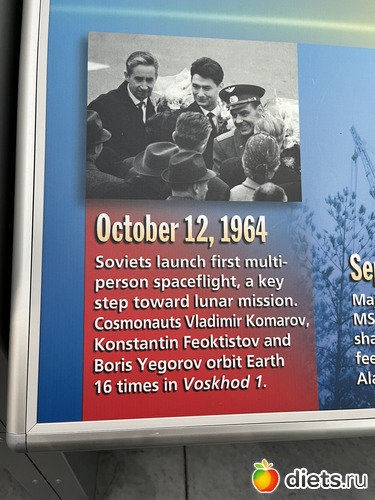 October 12, 1964
Soviets launch first multi-
person spaceflight, a key
step toward lunar mission.
Cosmonauts Vladimir Komarov,
Konstantin Feoktistov and
Boris Yegorov orbit Earth
16 times in Voskhod 1.
Se
Ma
MS
sha
fee
Ala
diets.ru